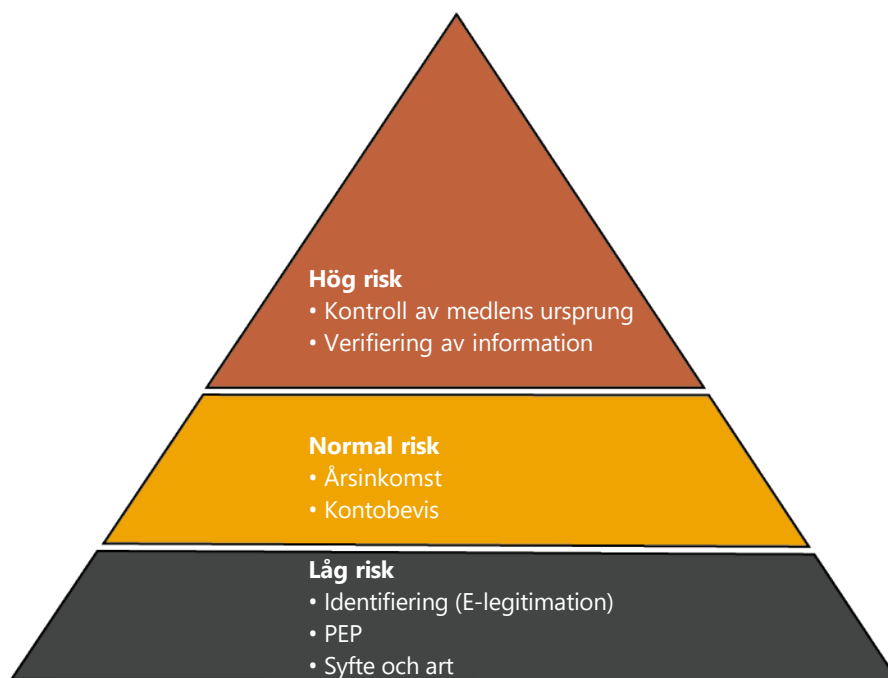 Hög risk
• Kontroll av medlens ursprung
• Verifiering av information
Normal risk
• Årsinkomst
• Kontobevis
Låg risk
• Identifiering (E-legitimation)
• PEP
• Syfte och art